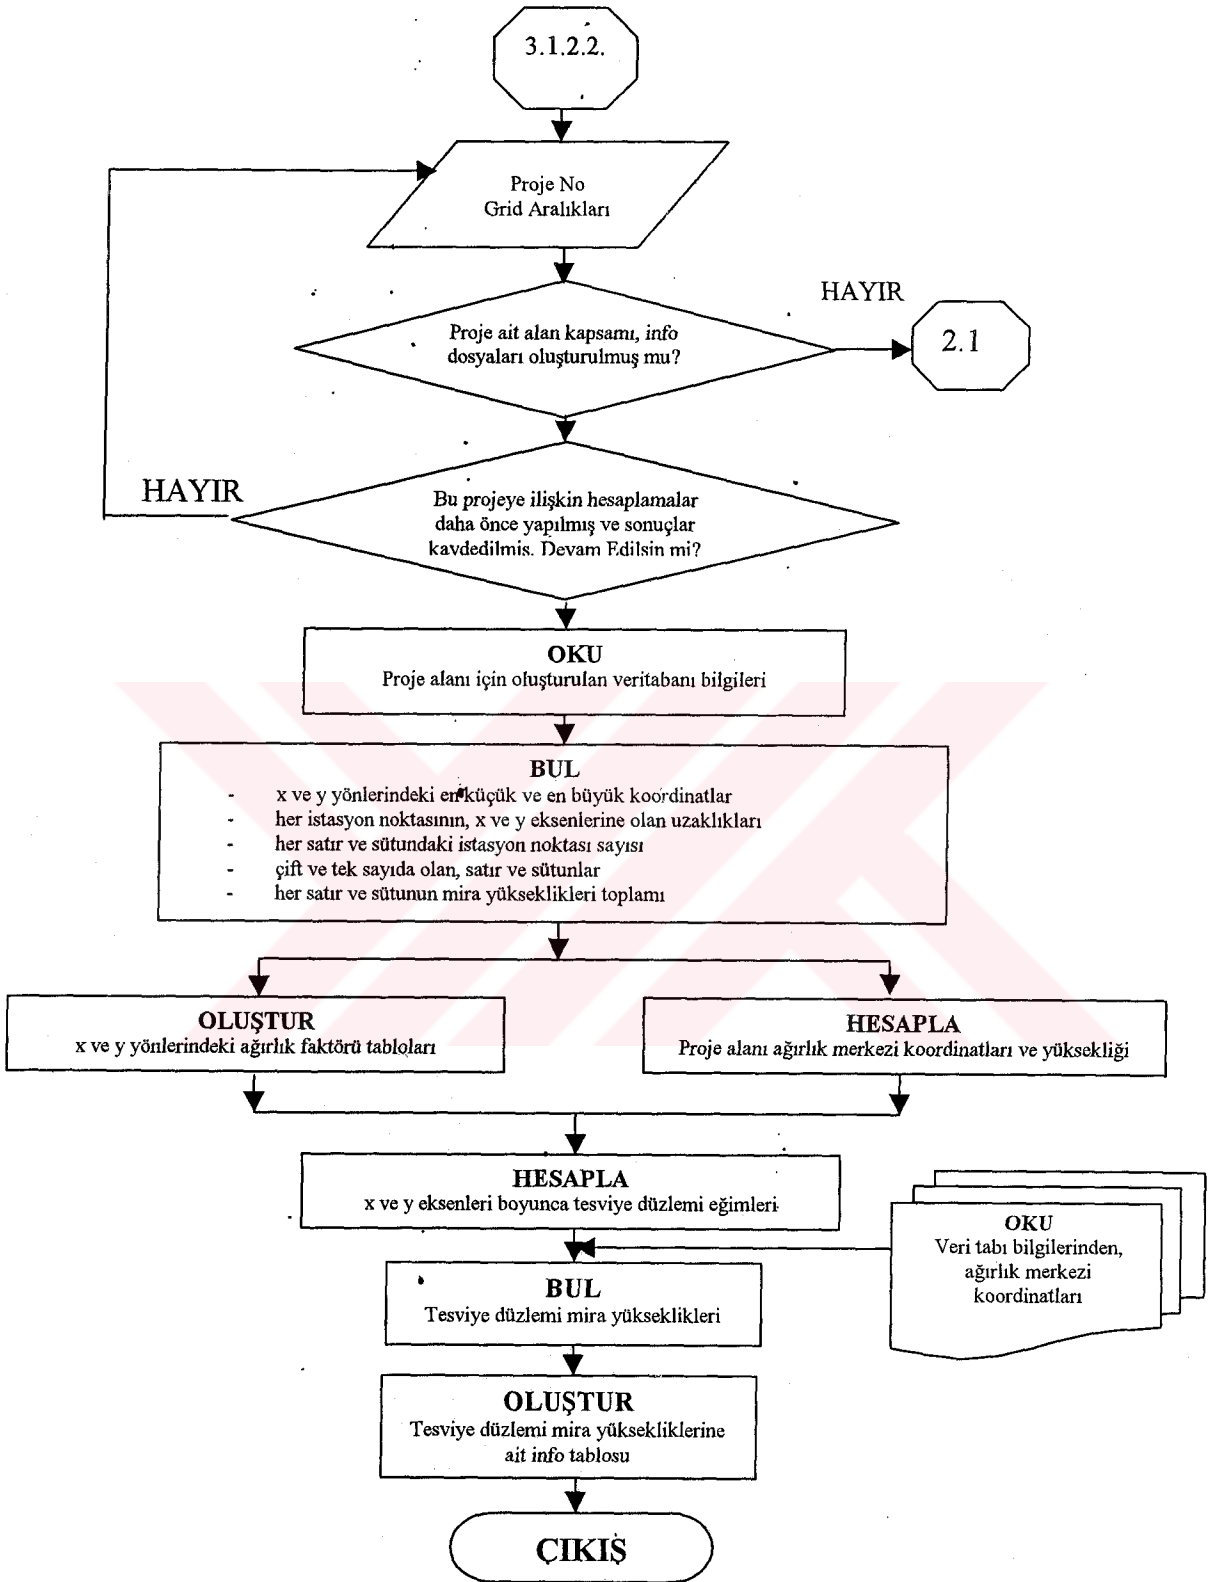 3.1.2.2.
Proje No
Grid Aralıkları
HAYIR
Proje ait alan kapsamı, info
dosyaları oluşturulmuş mu?
2.1
HAYIR
Bu projeye ilişkin hesaplamalar
daha önce yapılmış ve sonuçlar
kavdedilmis. Devam Edilsin mi?
OKU
Proje alanı için oluşturulan veritabanı bilgileri
BUL
- x ve y yönlerindeki en küçük ve en büyük koordinatlar
- her istasyon noktasının, x ve y eksenlerine olan uzaklıkları
- her satır ve sütundaki istasyon noktası sayısı
- çift ve tek sayıda olan, satır ve sütunlar
- her satır ve sütunun mira yükseklikleri toplamı
OLUŞTUR
x ve y yönlerindeki ağırlık faktörü tabloları
HESAPLA
Proje alanı ağırlık merkezi koordinatları ve yüksekliği
HESAPLA
x ve y eksenleri boyunca tesviye düzlemi eğimleri
OKU
Veri tabı bilgilerinden,
ağırlık merkezi
koordinatları
BUL
Tesviye düzlemi mira yükseklikleri
OLUŞTUR
Tesviye düzlemi mira yüksekliklerine
ait info tablosu
ÇIKIŞ